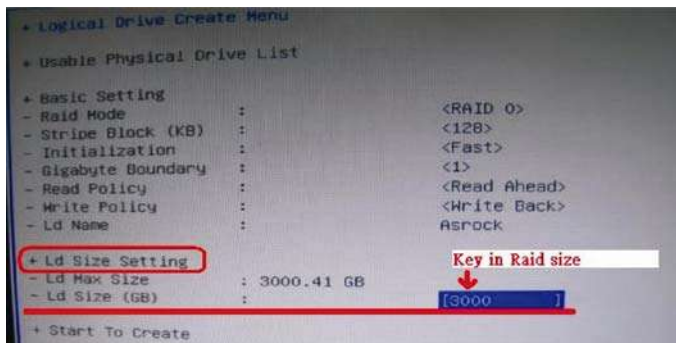 + Logical Drive Create Menu
+ Usable Physical Drive List
+ Basic Setting
- Raid Mode : <RAID 0>
- Stripe Block (KB) : <128>
- Initialization : <Fast>
- Gigabyte Boundary : <1>
- Read Policy : <Read Ahead>
- Write Policy : <Write Back>
- Ld Name : Asrock
+ Ld Size Setting
Key in Raid size
- Ld Max Size : 3000.41 GB
- Ld Size (GB) : [3000 ]
+ Start To Create